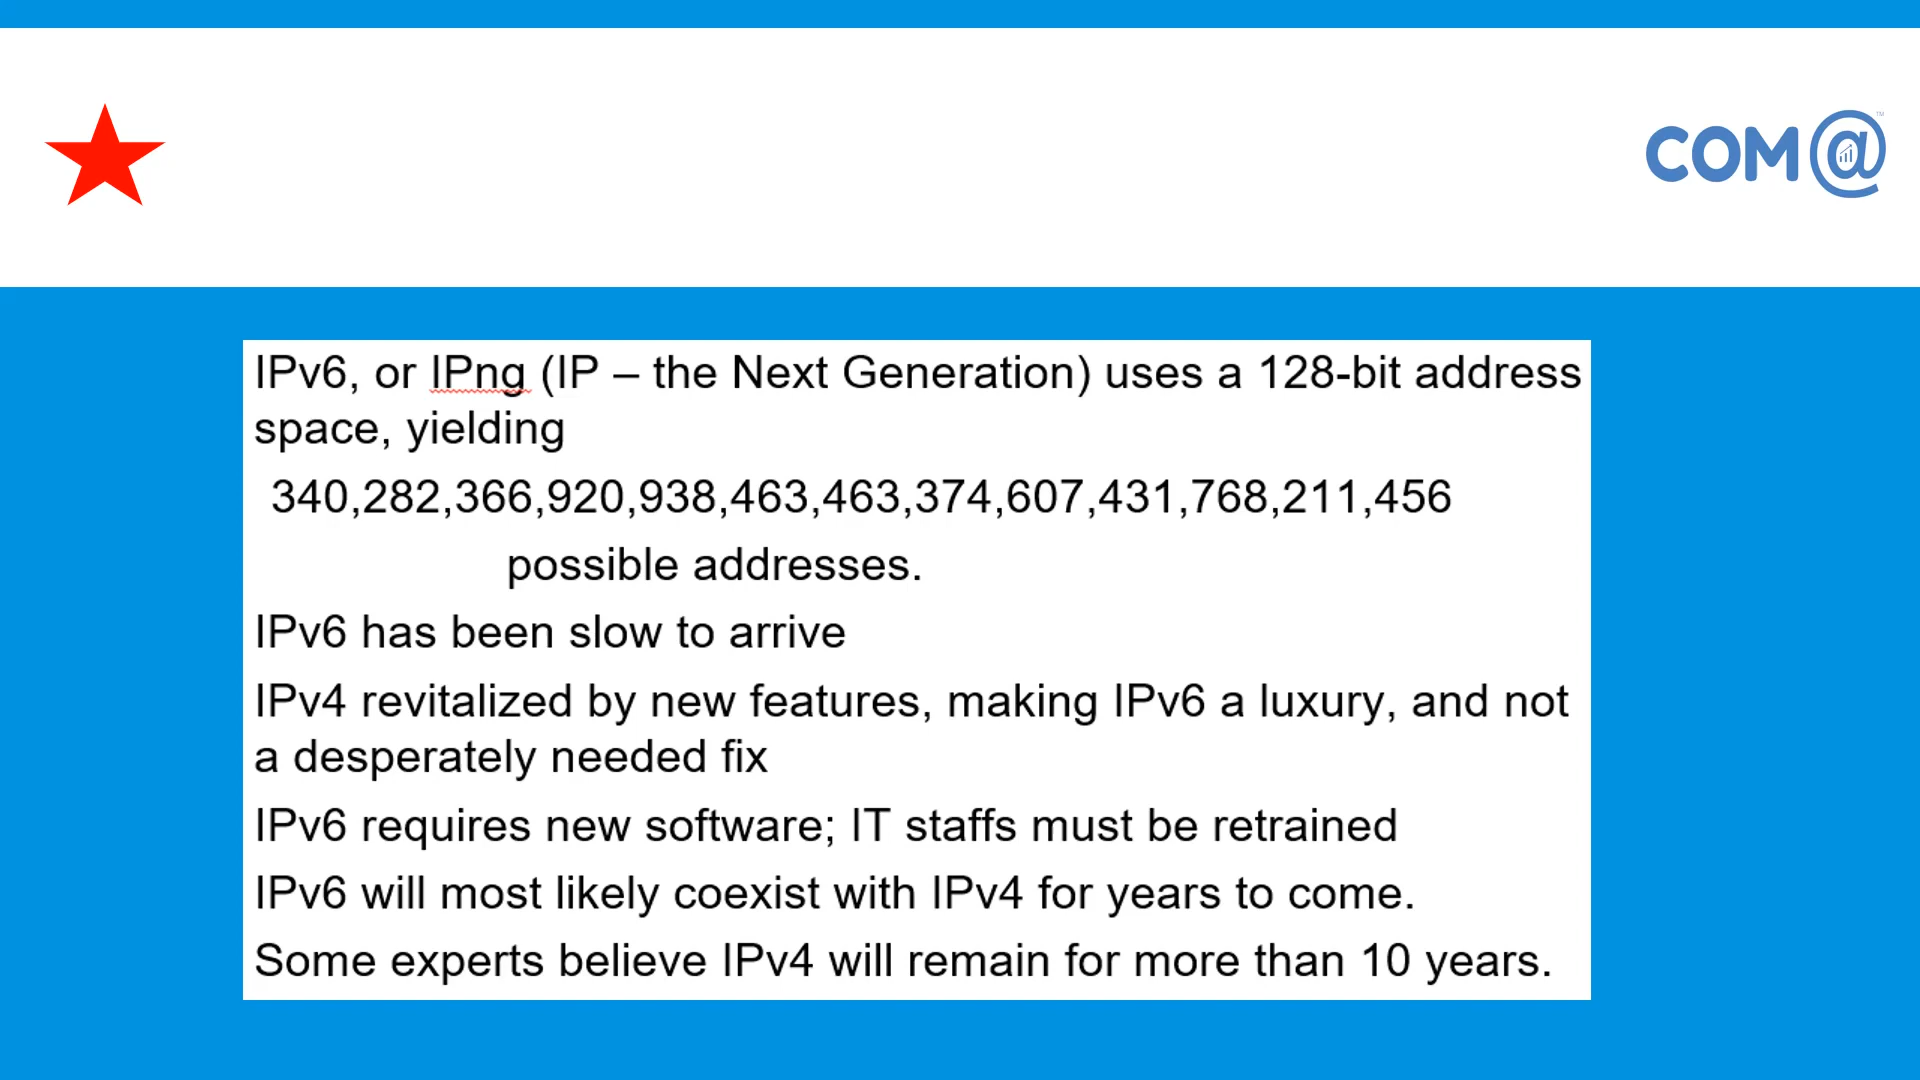 COM@
TM
IPv6, or IPng (IP – the Next Generation) uses a 128-bit address
space, yielding
340,282,366,920,938,463,463,374,607,431,768,211,456
possible addresses.
IPv6 has been slow to arrive
IPv4 revitalized by new features, making IPv6 a luxury, and not
a desperately needed fix
IPv6 requires new software; IT staffs must be retrained
IPv6 will most likely coexist with IPv4 for years to come.
Some experts believe IPv4 will remain for more than 10 years.